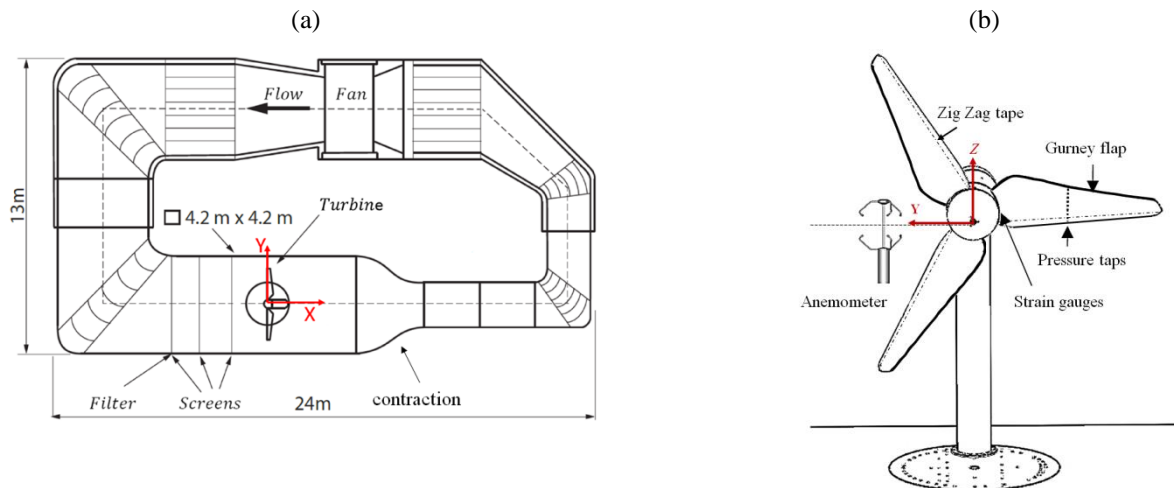 (a)
(b)
Flow
Fan
13m
4.2 m x 4.2 m
Turbine
Y
X
Filter
Screens
24m
contraction
Zig Zag tape
Z
Gurney flap
Y
Pressure taps
Anemometer
Strain gauges